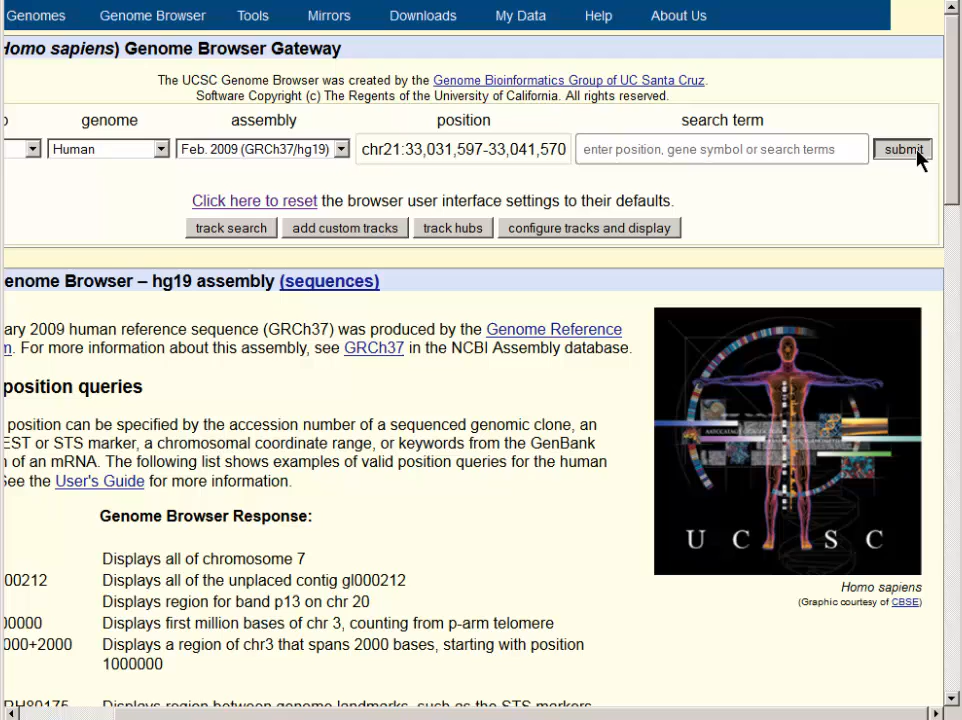 Genomes Genome Browser Tools Mirrors Downloads My Data Help About Us
Homo sapiens) Genome Browser Gateway
The UCSC Genome Browser was created by the Genome Bioinformatics Group of UC Santa Cruz.
Software Copyright (c) The Regents of the University of California. All rights reserved.
genome assembly position search term
Human Feb. 2009 (GRCh37/hg19) chr21:33,031,597-33,041,570 enter position, gene symbol or search terms submit
Click here to reset the browser user interface settings to their defaults.
track search add custom tracks track hubs configure tracks and display
enome Browser – hg19 assembly (sequences)
ary 2009 human reference sequence (GRCh37) was produced by the Genome Reference
m. For more information about this assembly, see GRCh37 in the NCBI Assembly database.
position queries
position can be specified by the accession number of a sequenced genomic clone, an
EST or STS marker, a chromosomal coordinate range, or keywords from the GenBank
n of an mRNA. The following list shows examples of valid position queries for the human
See the User's Guide for more information.
Genome Browser Response:
Displays all of chromosome 7
00212 Displays all of the unplaced contig gl000212
Displays region for band p13 on chr 20
00000 Displays first million bases of chr 3, counting from p-arm telomere
000+2000 Displays a region of chr3 that spans 2000 bases, starting with position
1000000
RH80175 Displays region between genome landmarks, such as the STS markers
U C S C
Homo sapiens
(Graphic courtesy of CBSE)